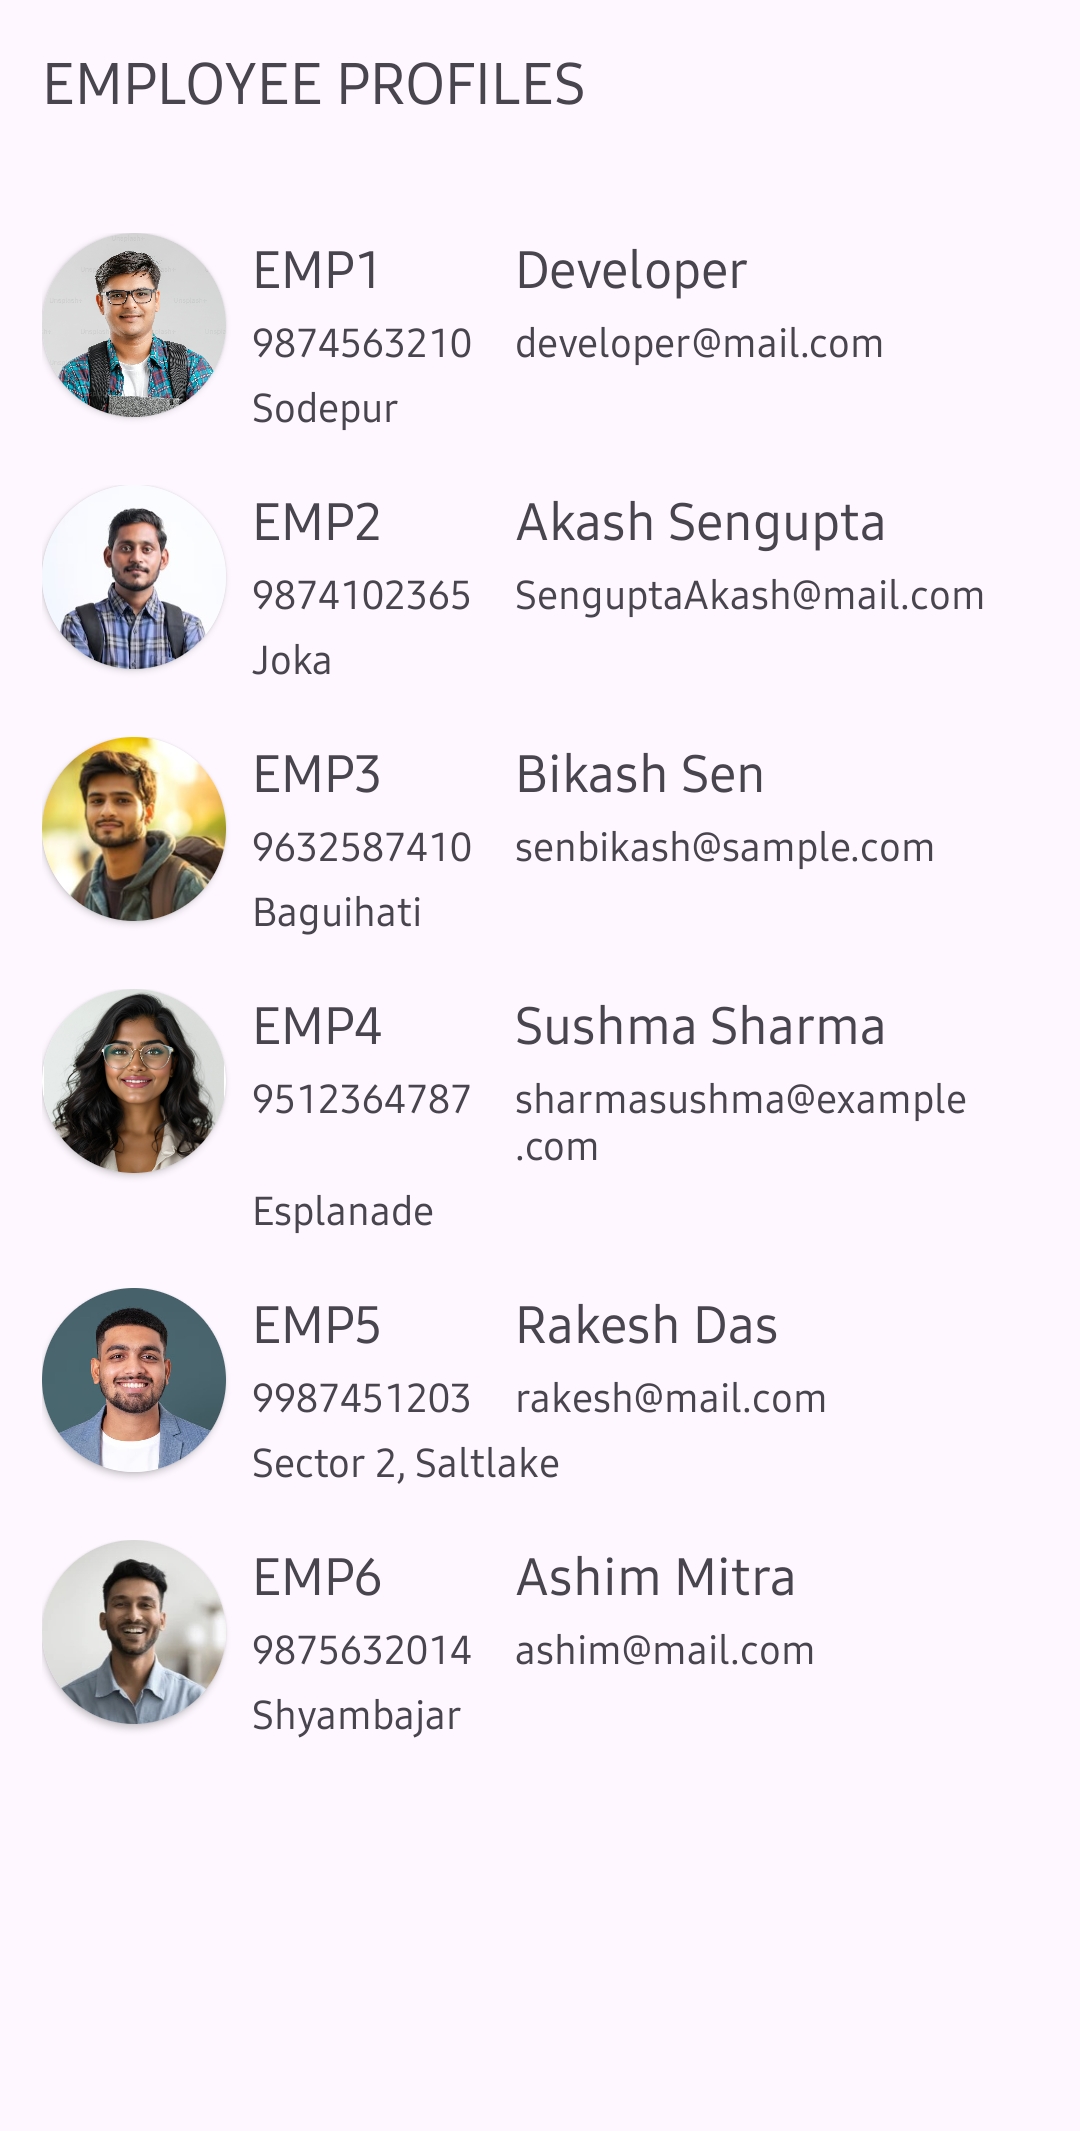 EMPLOYEE PROFILES
EMP1 Developer
9874563210 developer@mail.com
Sodepur
EMP2 Akash Sengupta
9874102365 SenguptaAkash@mail.com
Joka
EMP3 Bikash Sen
9632587410 senbikash@sample.com
Baguihati
EMP4 Sushma Sharma
9512364787 sharmasushma@example
.com
Esplanade
EMP5 Rakesh Das
9987451203 rakesh@mail.com
Sector 2, Saltlake
EMP6 Ashim Mitra
9875632014 ashim@mail.com
Shyambajar